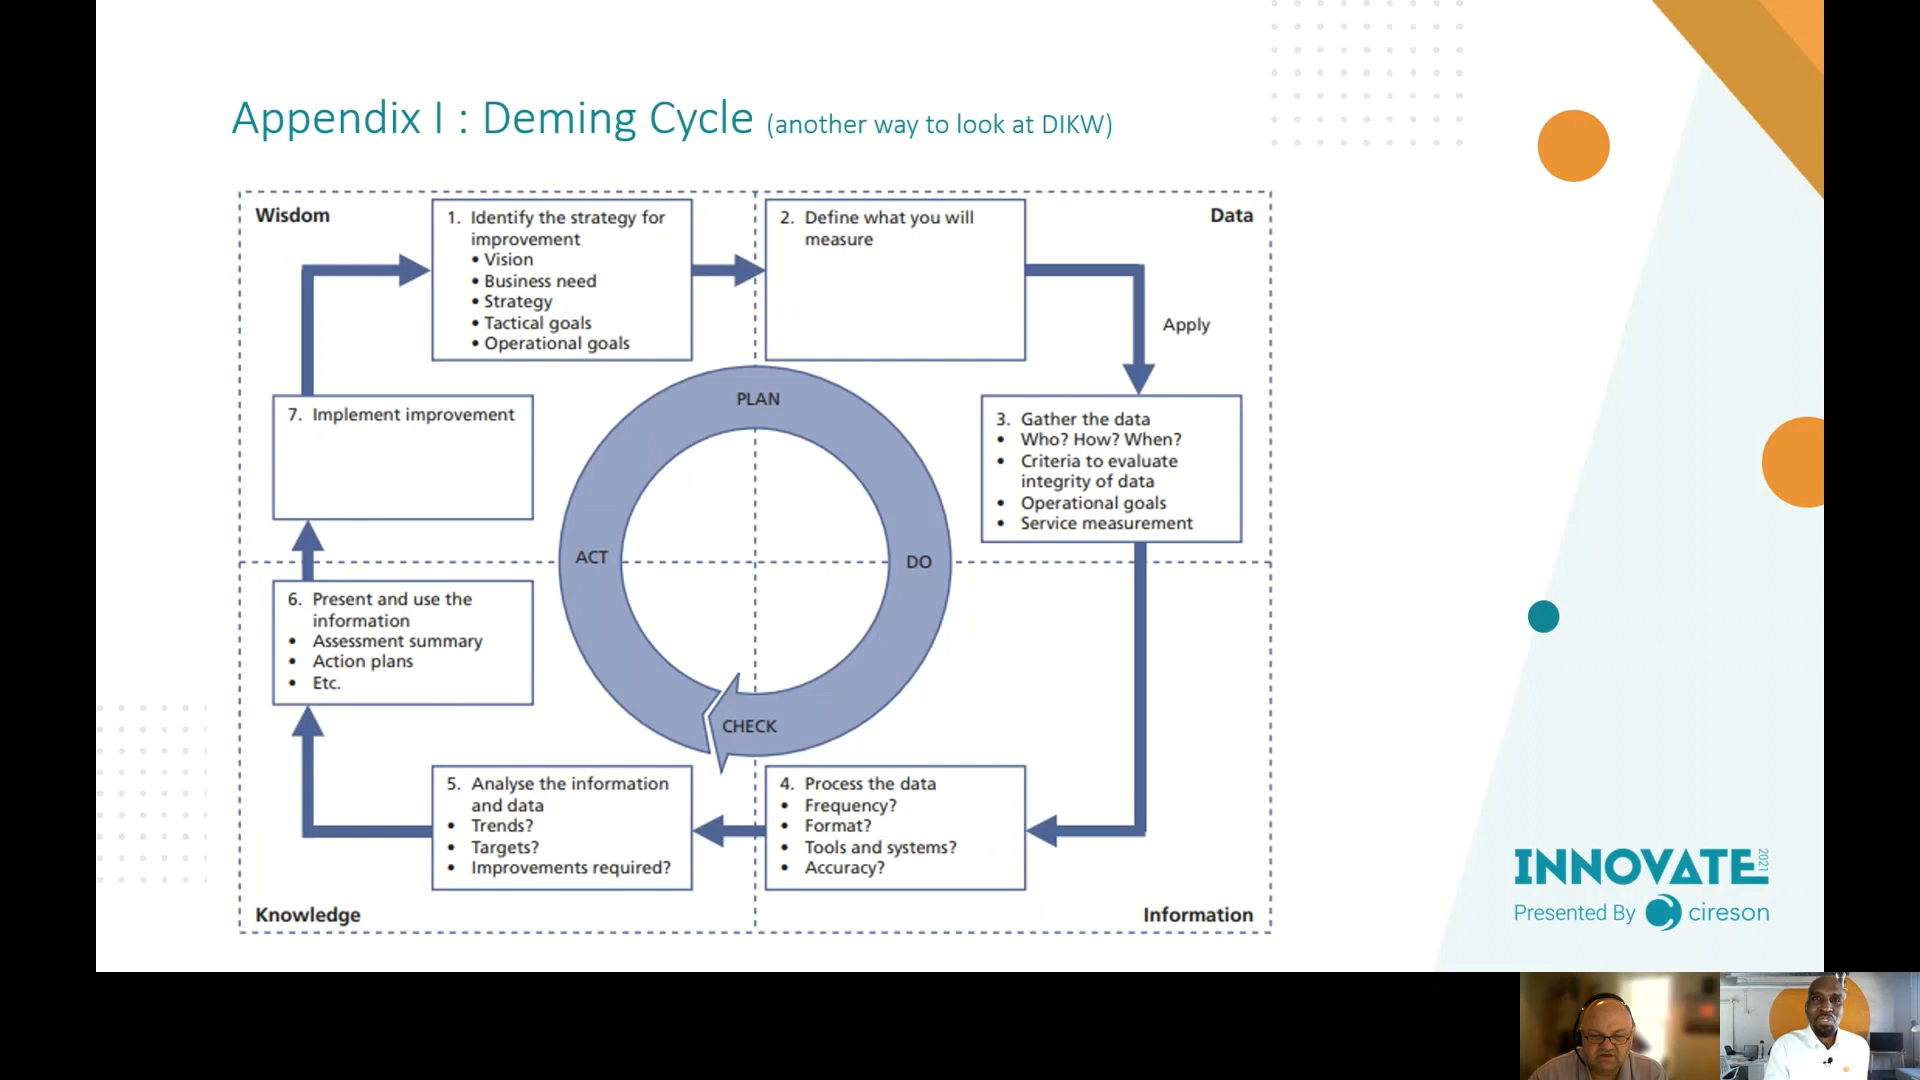 Appendix I : Deming Cycle (another way to look at DIKW)
Wisdom
1. Identify the strategy for
improvement
• Vision
• Business need
• Strategy
• Tactical goals
• Operational goals
2. Define what you will
measure
Data
Apply
7. Implement improvement
PLAN
3. Gather the data
• Who? How? When?
• Criteria to evaluate
integrity of data
• Operational goals
• Service measurement
ACT
DO
6. Present and use the
information
• Assessment summary
• Action plans
• Etc.
CHECK
5. Analyse the information
and data
• Trends?
• Targets?
• Improvements required?
4. Process the data
• Frequency?
• Format?
• Tools and systems?
• Accuracy?
Knowledge
Information
INNOVATE 2021
Presented By cireson